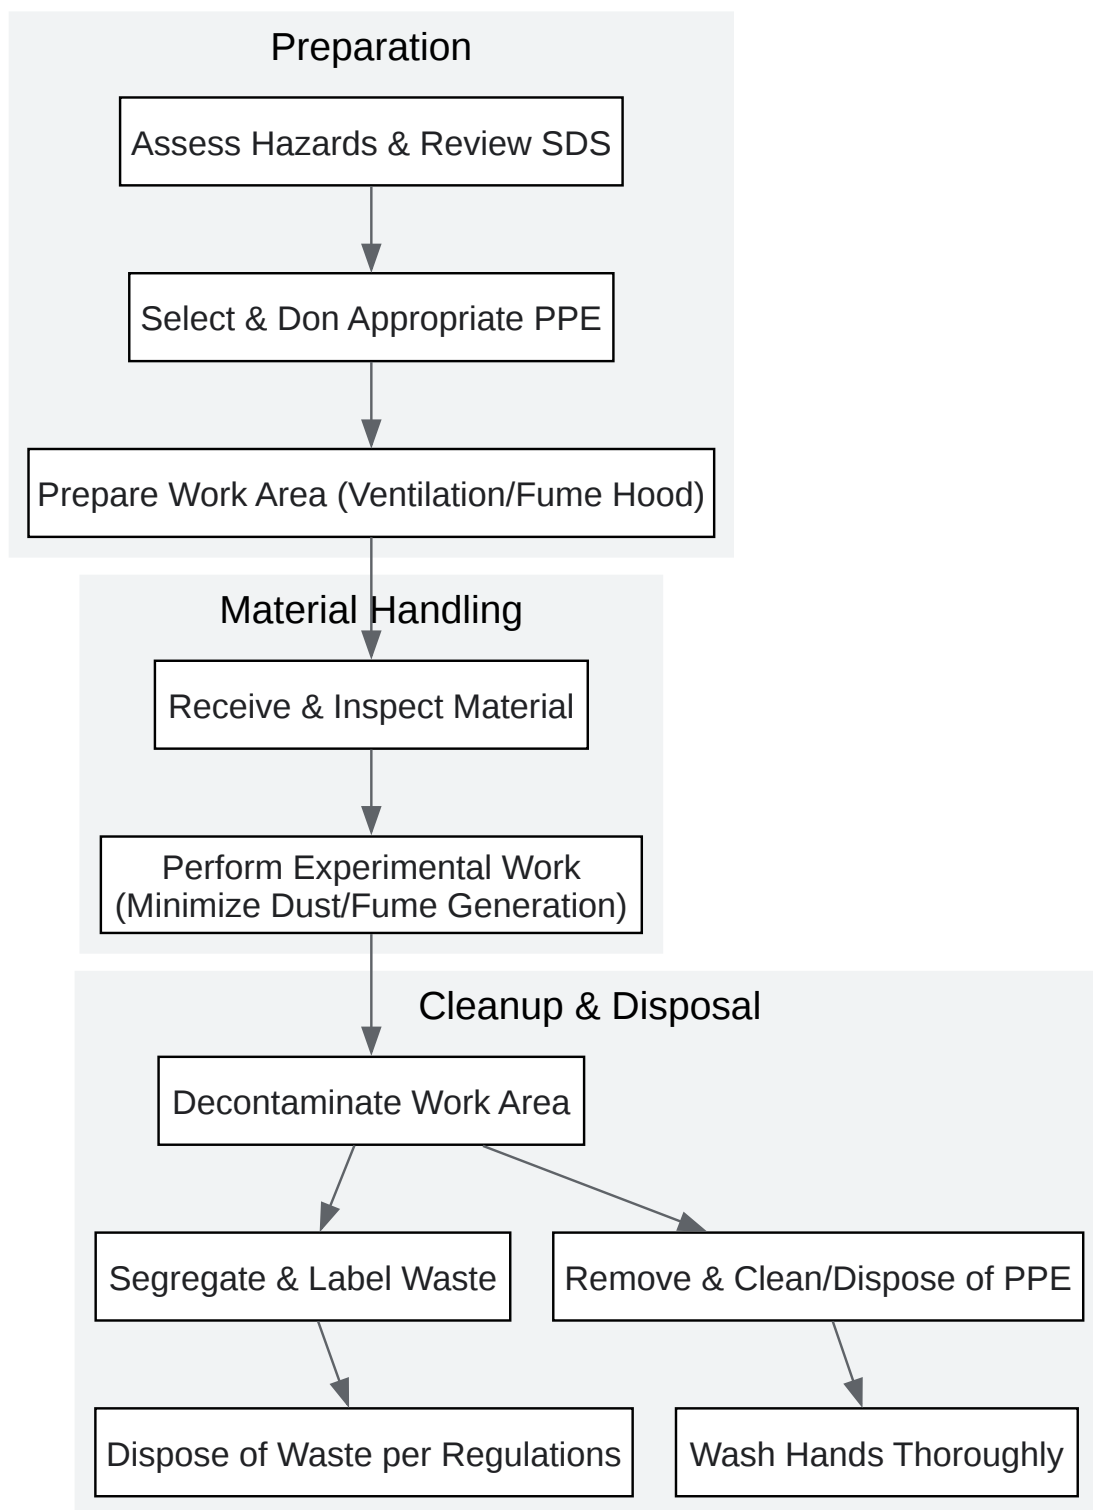 Preparation
Assess Hazards & Review SDS
Select & Don Appropriate PPE
Prepare Work Area (Ventilation/Fume Hood)
Material Handling
Receive & Inspect Material
Perform Experimental Work
(Minimize Dust/Fume Generation)
Cleanup & Disposal
Decontaminate Work Area
Segregate & Label Waste
Remove & Clean/Dispose of PPE
Dispose of Waste per Regulations
Wash Hands Thoroughly